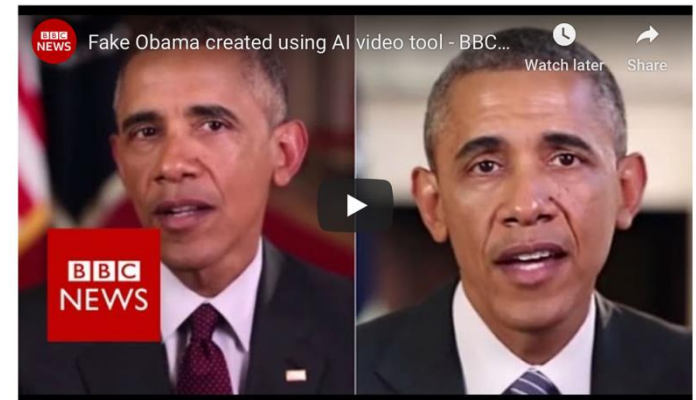 BBC
NEWS
Fake Obama created using AI video tool - BBC...
Watch later
Share
BBC
NEWS